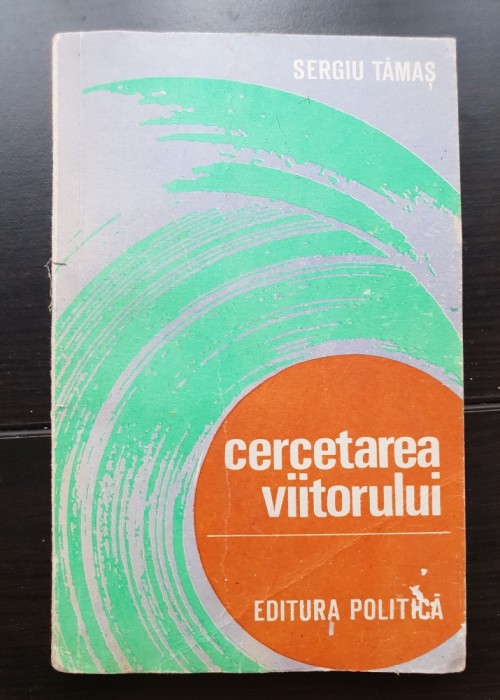 SERGIU TĂMAȘ
cercetarea
viitorului
EDITURA POLITICĂ